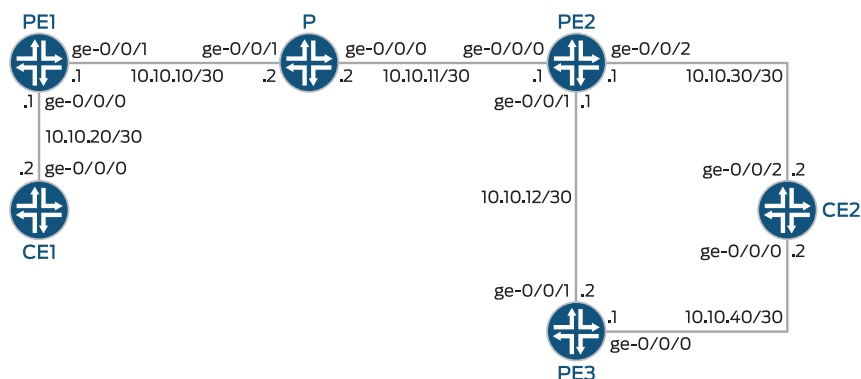 PE1
P
PE2
ge-0/0/1
ge-0/0/1
ge-0/0/0
ge-0/0/0
ge-0/0/2
.1
10.10.10/30
.2
.2
10.10.11/30
.1
.1
10.10.30/30
.1
ge-0/0/0
ge-0/0/1
.1
10.10.20/30
.2
ge-0/0/0
ge-0/0/2
.2
10.10.12/30
CE2
CE1
ge-0/0/0
.2
ge-0/0/1
.2
.1
10.10.40/30
ge-0/0/0
PE3